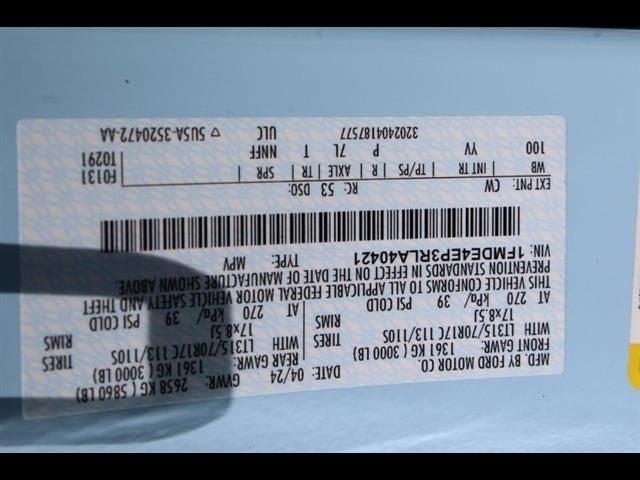 MFD. BY FORD MOTOR CO.
DATE: 04/24 GVWR: 2658 KG ( 5860 LB)
FRONT GAWR: 1361 KG ( 3000 LB) REAR GAWR: 1361 KG ( 3000 LB)
WITH LT315/70R17C 113/110S TIRES WITH LT315/70R17C 113/110S TIRES
17x8.5J RIMS 17x8.5J RIMS
AT 270 kPa/ 39 PSI COLD AT 270 kPa/ 39 PSI COLD
THIS VEHICLE CONFORMS TO ALL APPLICABLE FEDERAL MOTOR VEHICLE SAFETY AND THEFT
PREVENTION STANDARDS IN EFFECT ON THE DATE OF MANUFACTURE SHOWN ABOVE.
VIN: 1FMDE4EP3RLA40421 TYPE: MPV
EXT PNT: CW RC: 53 DSO: F0131
WB INT TR TP/PS R AXLE TR SPR T0291
100 YV P 7L T NNFF
320240418757​7 ULC ▽ 5U5A-3520472-AA